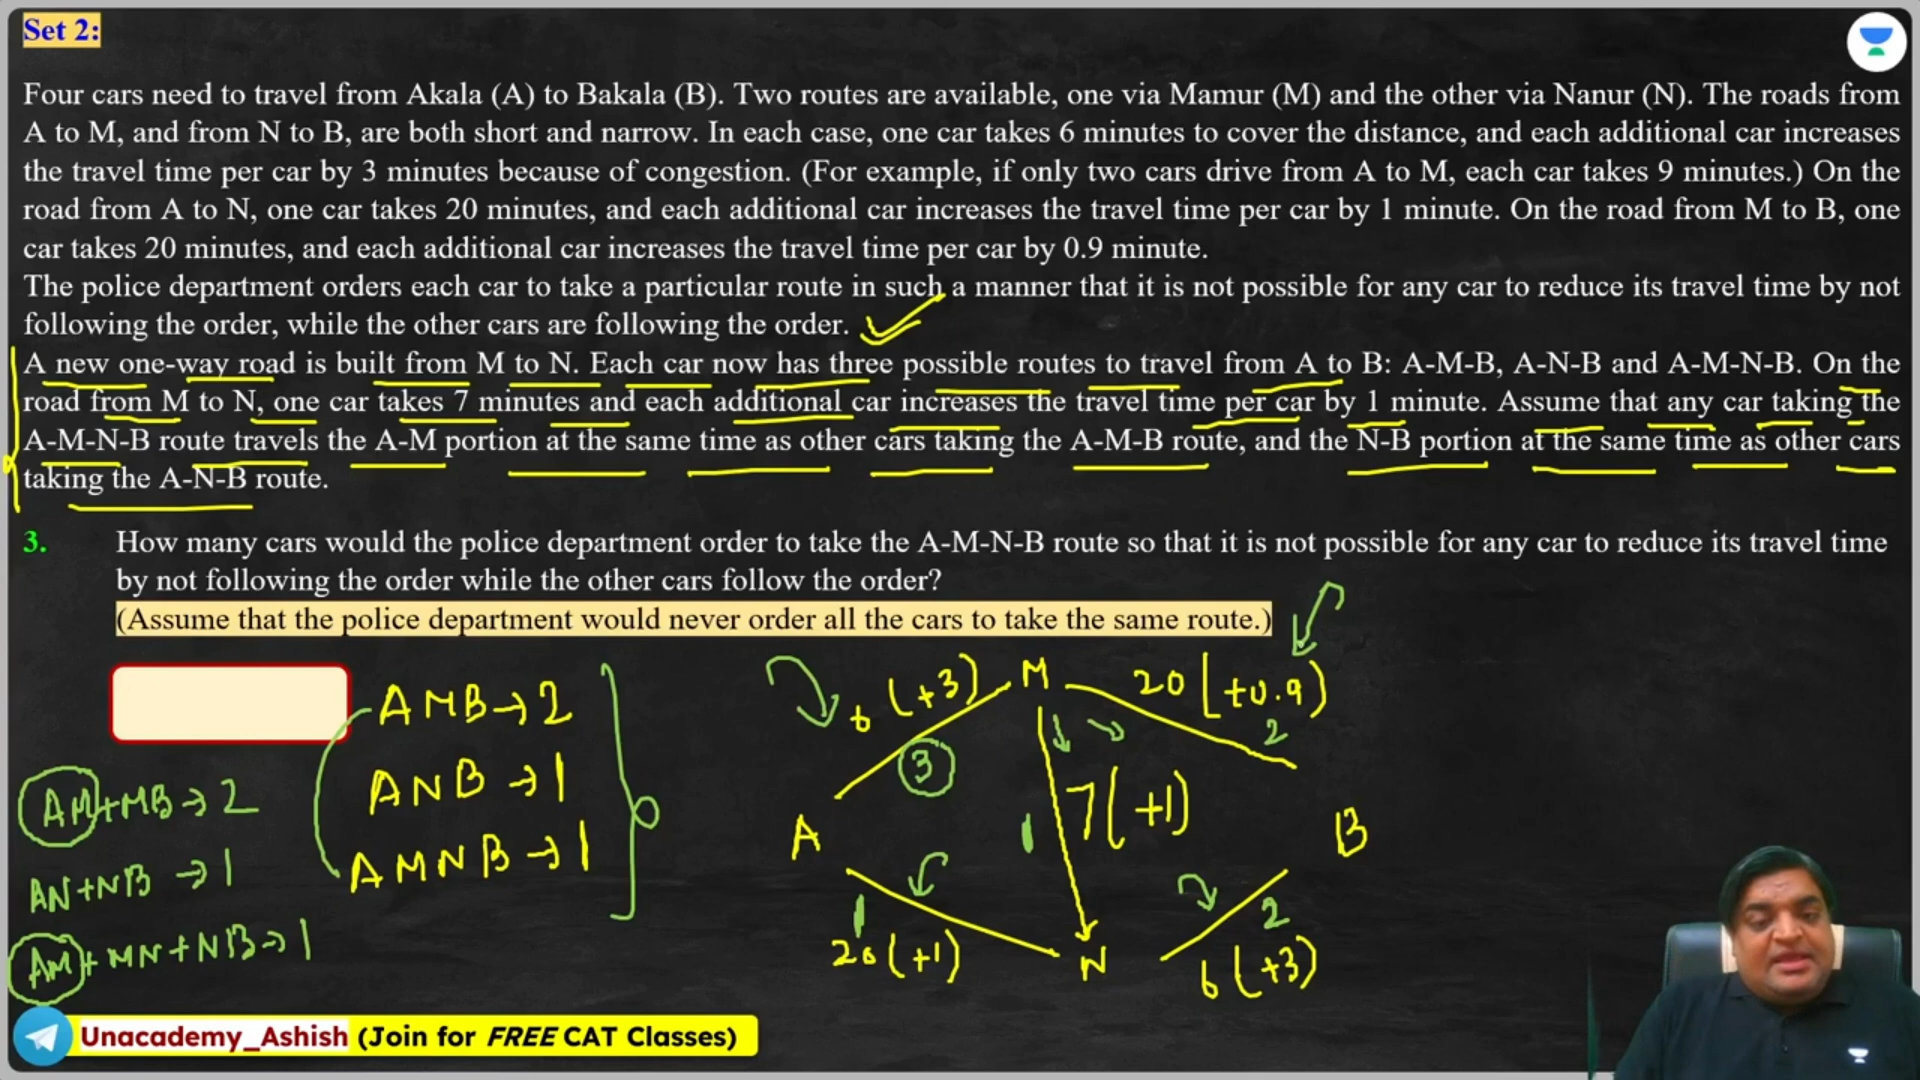 Set 2:
Four cars need to travel from Akala (A) to Bakala (B). Two routes are available, one via Mamur (M) and the other via Nanur (N). The roads from
A to M, and from N to B, are both short and narrow. In each case, one car takes 6 minutes to cover the distance, and each additional car increases
the travel time per car by 3 minutes because of congestion. (For example, if only two cars drive from A to M, each car takes 9 minutes.) On the
road from A to N, one car takes 20 minutes, and each additional car increases the travel time per car by 1 minute. On the road from M to B, one
car takes 20 minutes, and each additional car increases the travel time per car by 0.9 minute.
The police department orders each car to take a particular route in such a manner that it is not possible for any car to reduce its travel time by not
following the order, while the other cars are following the order.
A new one-way road is built from M to N. Each car now has three possible routes to travel from A to B: A-M-B, A-N-B and A-M-N-B. On the
road from M to N, one car takes 7 minutes and each additional car increases the travel time per car by 1 minute. Assume that any car taking the
A-M-N-B route travels the A-M portion at the same time as other cars taking the A-M-B route, and the N-B portion at the same time as other cars
taking the A-N-B route.
3. How many cars would the police department order to take the A-M-N-B route so that it is not possible for any car to reduce its travel time
by not following the order while the other cars follow the order?
(Assume that the police department would never order all the cars to take the same route.)
AMB→2
ANB→1
AMNB→1
AM+MB→2
AN+NB→1
AM+MN+NB→1
6(+3)
M
20(+0.9)
2
3
7(+1)
1
A
B
1
20(+1)
N
2
6(+3)
Unacademy_Ashish (Join for FREE CAT Classes)